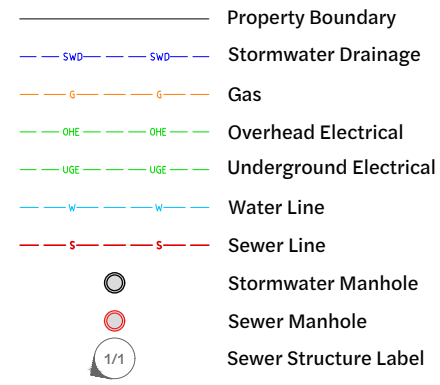 Property Boundary
SWD SWD Stormwater Drainage
G G Gas
OHE OHE Overhead Electrical
UGE UGE Underground Electrical
W W Water Line
S S Sewer Line
Stormwater Manhole
Sewer Manhole
1/1 Sewer Structure Label